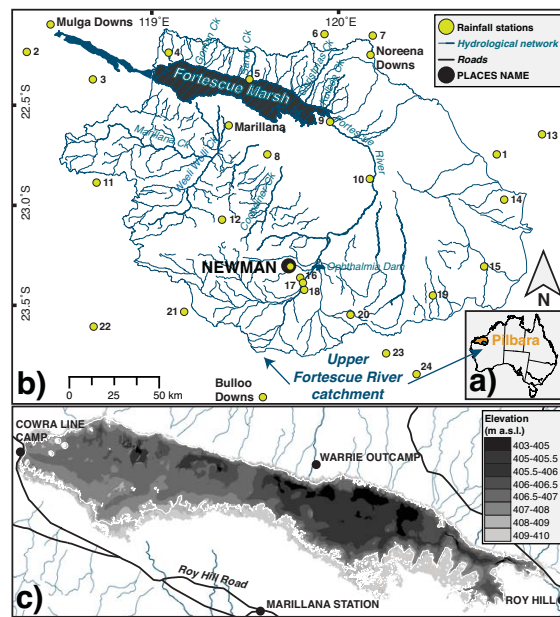 119°E
120°E
Rainfall stations
Hydrological network
Roads
PLACES NAME
b)
Mulga Downs
Noreena
Downs
Fortescue Marsh
Fortescue
River
Marillana
Marillana Ck
Weeli Wolli Ck
Coondiner Ck
NEWMAN
Ophthalmia Dam
22.5°S
23.0°S
23.5°S
1
2
3
4
5
6
7
8
9
10
11
12
13
14
15
16
17
18
19
20
21
22
23
24
0
25
50 km
Bulloo
Downs
Upper
Fortescue River
catchment
Pilbara
a)
N
Elevation
(m a.s.l.)
403-405
405-405.5
405.5-406
406-406.5
406.5-407
407-408
408-409
409-410
COWRA LINE
CAMP
WARRIE OUTCAMP
Roy Hill Road
ROY HILL
MARILLANA STATION
c)